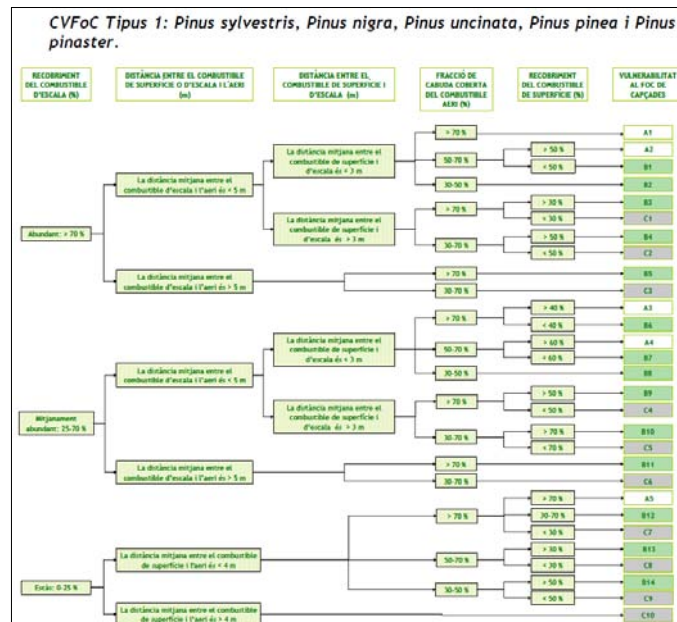 CVFoC Tipus 1: Pinus sylvestris, Pinus nigra, Pinus uncinata, Pinus pinea i Pinus
pinaster.
RECOBRIMENT
DEL COMBUSTIBLE
D'ESCALA (%)
DISTÀNCIA ENTRE EL COMBUSTIBLE
DE SUPERFÍCIE O D'ESCALA I L'AERI
(m)
DISTÀNCIA ENTRE EL
COMBUSTIBLE DE SUPERFÍCIE I
D'ESCALA (m)
FRACCIÓ DE
CABUDA COBERTA
DEL COMBUSTIBLE
AERI (%)
RECOBRIMENT
DEL COMBUSTIBLE
DE SUPERFÍCIE (%)
VULNERABILITAT
AL FOC DE
CAPÇADES
Abundant: > 70 %
La distància mitjana entre el
combustible d'escala i l'aeri és < 5 m
La distància mitjana entre el
combustible de superfície i
d'escala és < 3 m
> 70 %
A1
50-70 %
> 50 %
A2
< 50 %
B1
30-50 %
B2
La distància mitjana entre el
combustible de superfície i
d'escala és > 3 m
> 70 %
> 30 %
B3
< 30 %
C1
30-70 %
> 50 %
B4
< 50 %
C2
La distància mitjana entre el
combustible d'escala i l'aeri és > 5 m
> 70 %
B5
30-70 %
C3
Mitjanament
abundant: 25-70 %
La distància mitjana entre el
combustible d'escala i l'aeri és < 5 m
La distància mitjana entre el
combustible de superfície i
d'escala és < 3 m
> 70 %
> 40 %
A3
< 40 %
B6
50-70 %
> 60 %
A4
< 60 %
B7
30-50 %
B8
La distància mitjana entre el
combustible de superfície i
d'escala és > 3 m
> 70 %
> 50 %
B9
< 50 %
C4
30-70 %
> 70 %
B10
< 70 %
C5
La distància mitjana entre el
combustible d'escala i l'aeri és > 5 m
> 70 %
B11
30-70 %
C6
Escàs: 0-25 %
La distància mitjana entre el combustible
de superfície i l'aeri és < 4 m
> 70 %
> 70 %
A5
30-70 %
B12
< 30 %
C7
50-70 %
> 30 %
B13
< 30 %
C8
30-50 %
> 50 %
B14
< 50 %
C9
La distància mitjana entre el combustible
de superfície i l'aeri és > 4 m
C10